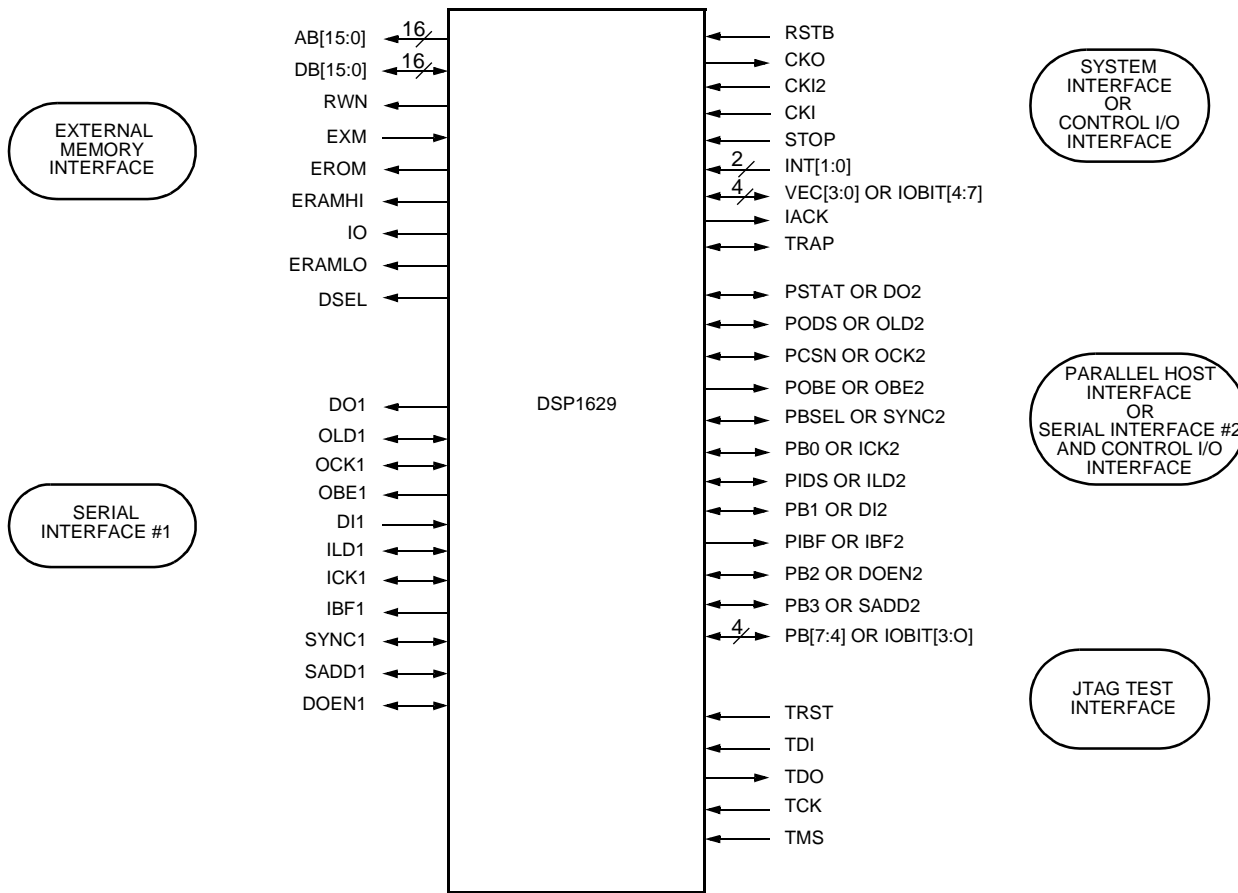 EXTERNAL
MEMORY
INTERFACE
AB[15:0]
16
DB[15:0]
16
RWN
EXM
EROM
ERAMHI
IO
ERAMLO
DSEL
SERIAL
INTERFACE #1
DO1
OLD1
OCK1
OBE1
DI1
ILD1
ICK1
IBF1
SYNC1
SADD1
DOEN1
DSP1629
RSTB
CKO
CKI2
CKI
STOP
2
INT[1:0]
4
VEC[3:0] OR IOBIT[4:7]
IACK
TRAP
SYSTEM
INTERFACE
OR
CONTROL I/O
INTERFACE
PSTAT OR DO2
PODS OR OLD2
PCSN OR OCK2
POBE OR OBE2
PBSEL OR SYNC2
PB0 OR ICK2
PIDS OR ILD2
PB1 OR DI2
PIBF OR IBF2
PB2 OR DOEN2
PB3 OR SADD2
4
PB[7:4] OR IOBIT[3:O]
PARALLEL HOST
INTERFACE
OR
SERIAL INTERFACE #2
AND CONTROL I/O
INTERFACE
TRST
TDI
TDO
TCK
TMS
JTAG TEST
INTERFACE